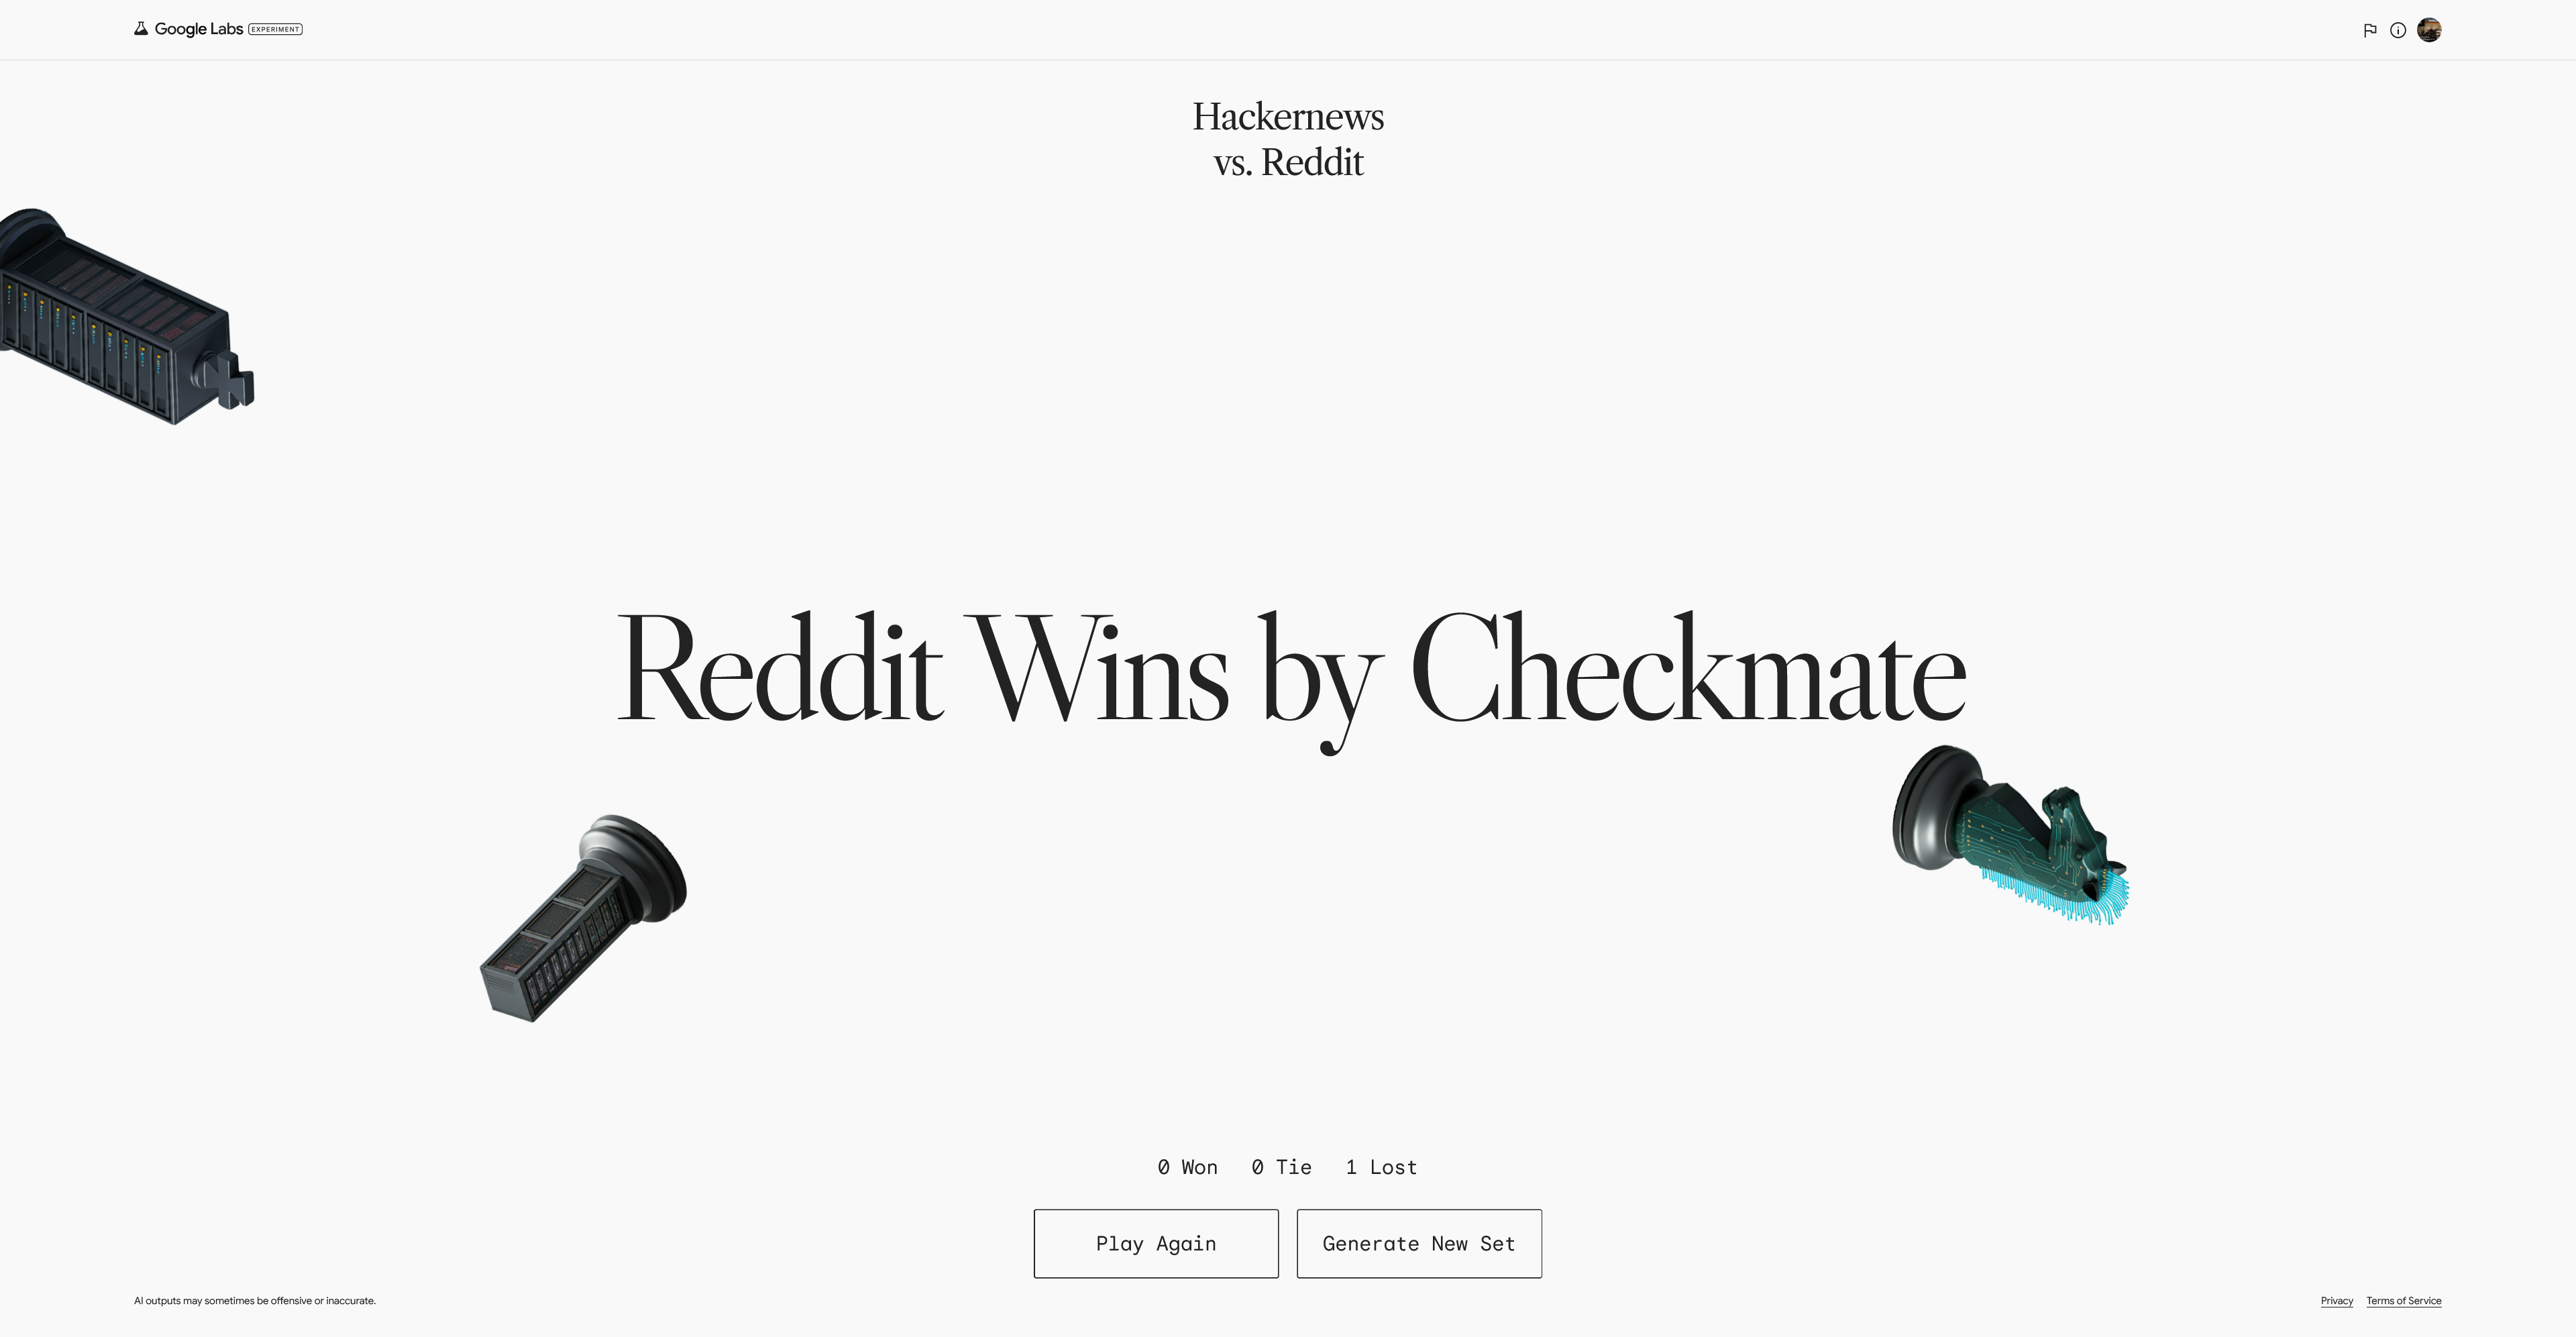 Google Labs EXPERIMENT
Hackernews
vs. Reddit
Reddit Wins by Checkmate
0 Won 0 Tie 1 Lost
Play Again Generate New Set
AI outputs may sometimes be offensive or inaccurate. Privacy Terms of Service